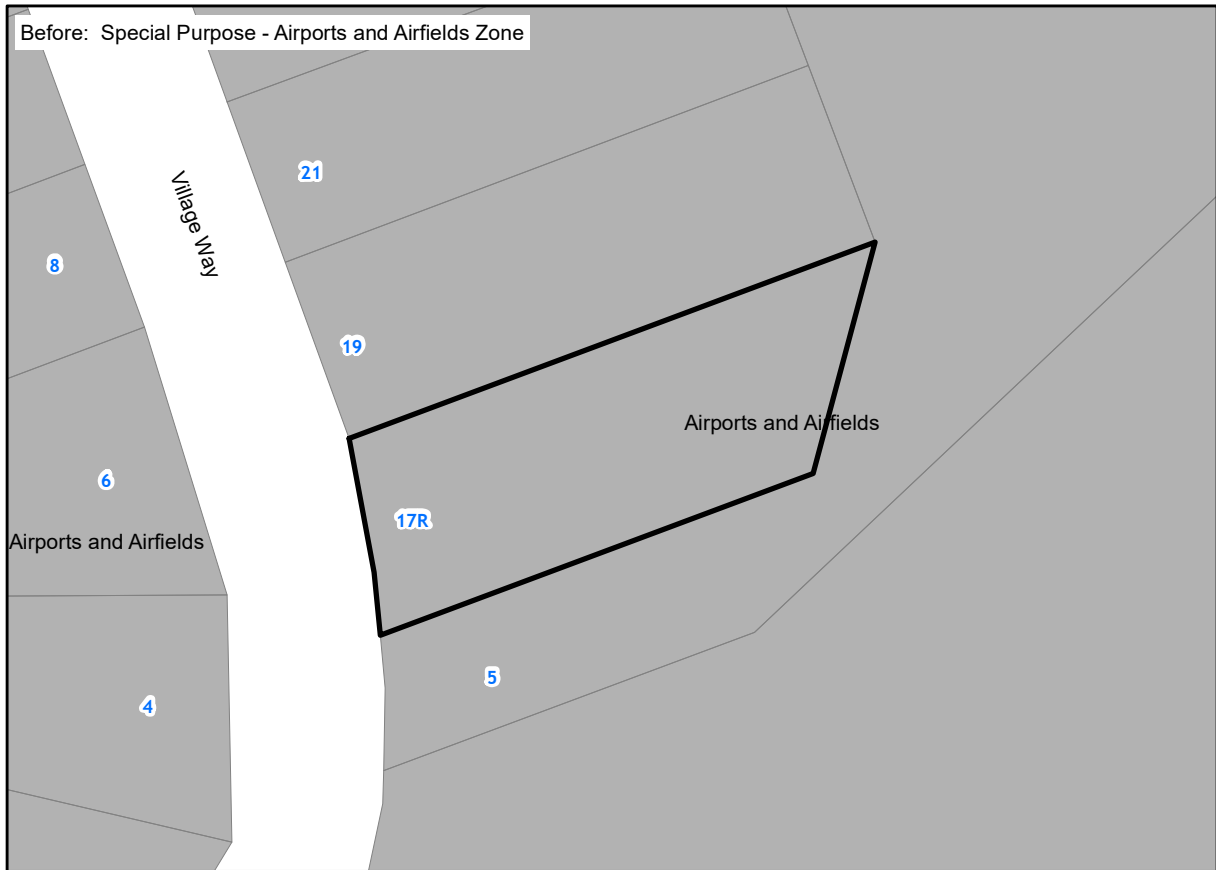 Before:  Special Purpose - Airports and Airfields Zone
21
Village Way
8
19
Airports and Airfields
6
17R
Airports and Airfields
5
4